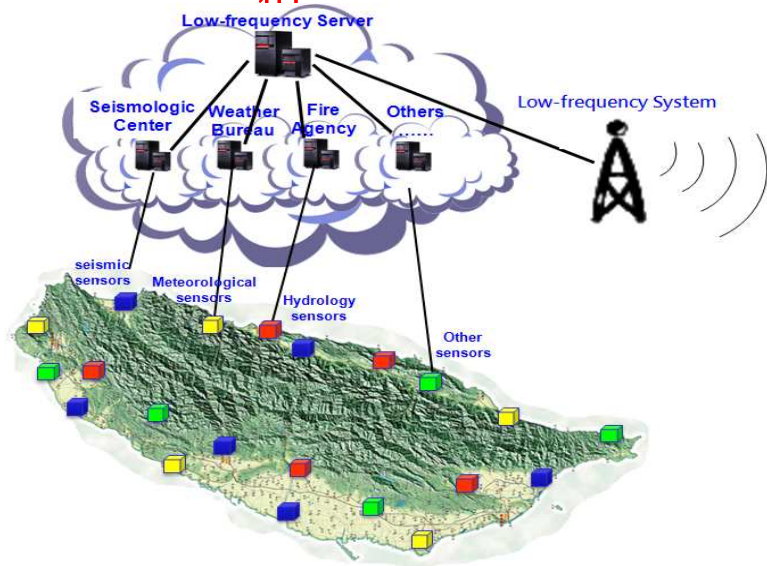 Low-frequency Server
Seismologic
Center
Weather
Bureau
Fire
Agency
Others
......
Low-frequency System
seismic
sensors
Meteorological
sensors
Hydrology
sensors
Other
sensors